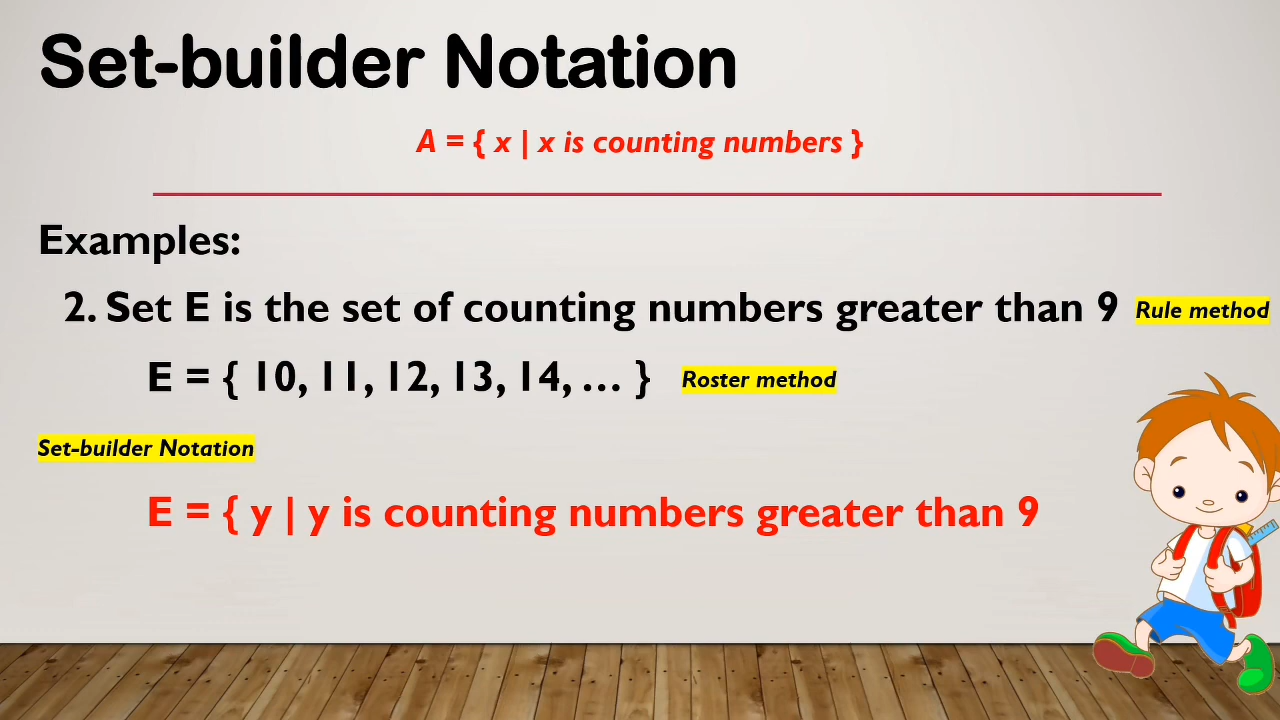 Set-builder Notation
A = { x | x is counting numbers }
Examples:
2. Set E is the set of counting numbers greater than 9 Rule method
E = { 10, 11, 12, 13, 14, … } Roster method
Set-builder Notation
E = { y | y is counting numbers greater than 9